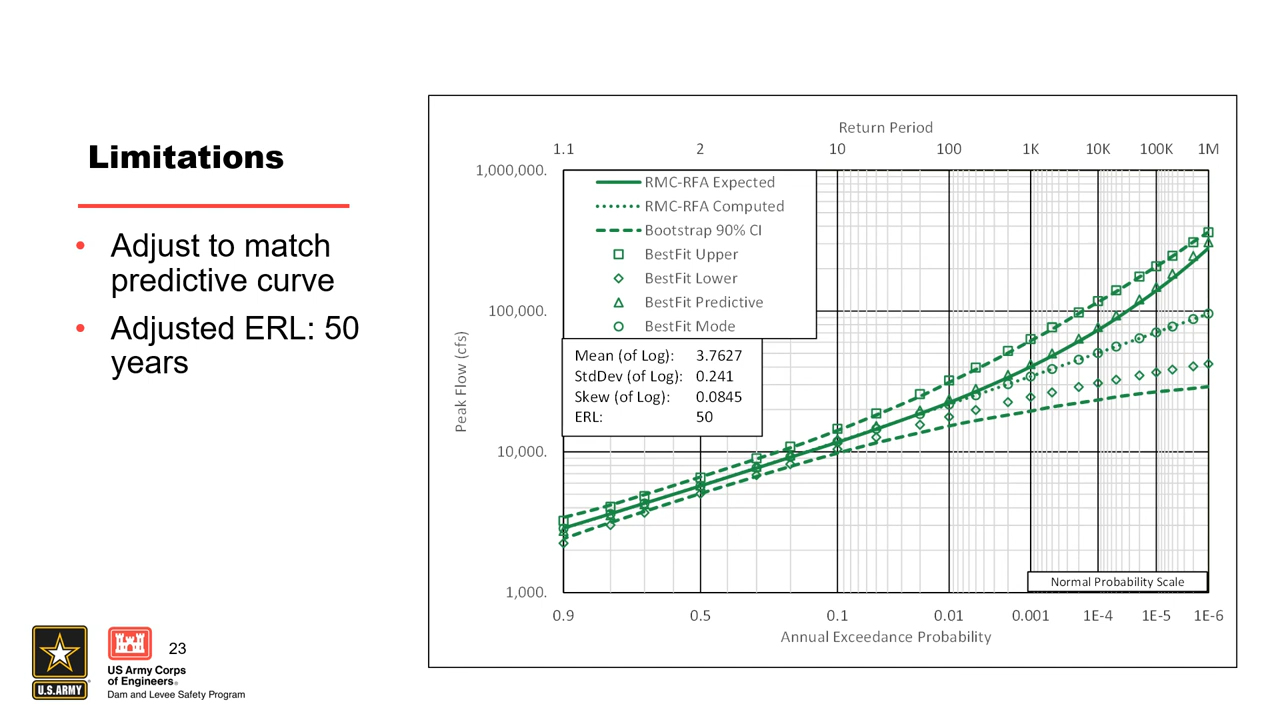 Limitations
• Adjust to match
predictive curve
• Adjusted ERL: 50
years
Return Period
1.1 2 10 100 1K 10K 100K 1M
1,000,000.
100,000.
10,000.
1,000.
Peak Flow (cfs)
RMC-RFA Expected
RMC-RFA Computed
Bootstrap 90% CI
BestFit Upper
BestFit Lower
BestFit Predictive
BestFit Mode
Mean (of Log): 3.7627
StdDev (of Log): 0.241
Skew (of Log): 0.0845
ERL: 50
Normal Probability Scale
0.9 0.5 0.1 0.01 0.001 1E-4 1E-5 1E-6
Annual Exceedance Probability
U.S.ARMY
23
US Army Corps
of Engineers®
Dam and Levee Safety Program